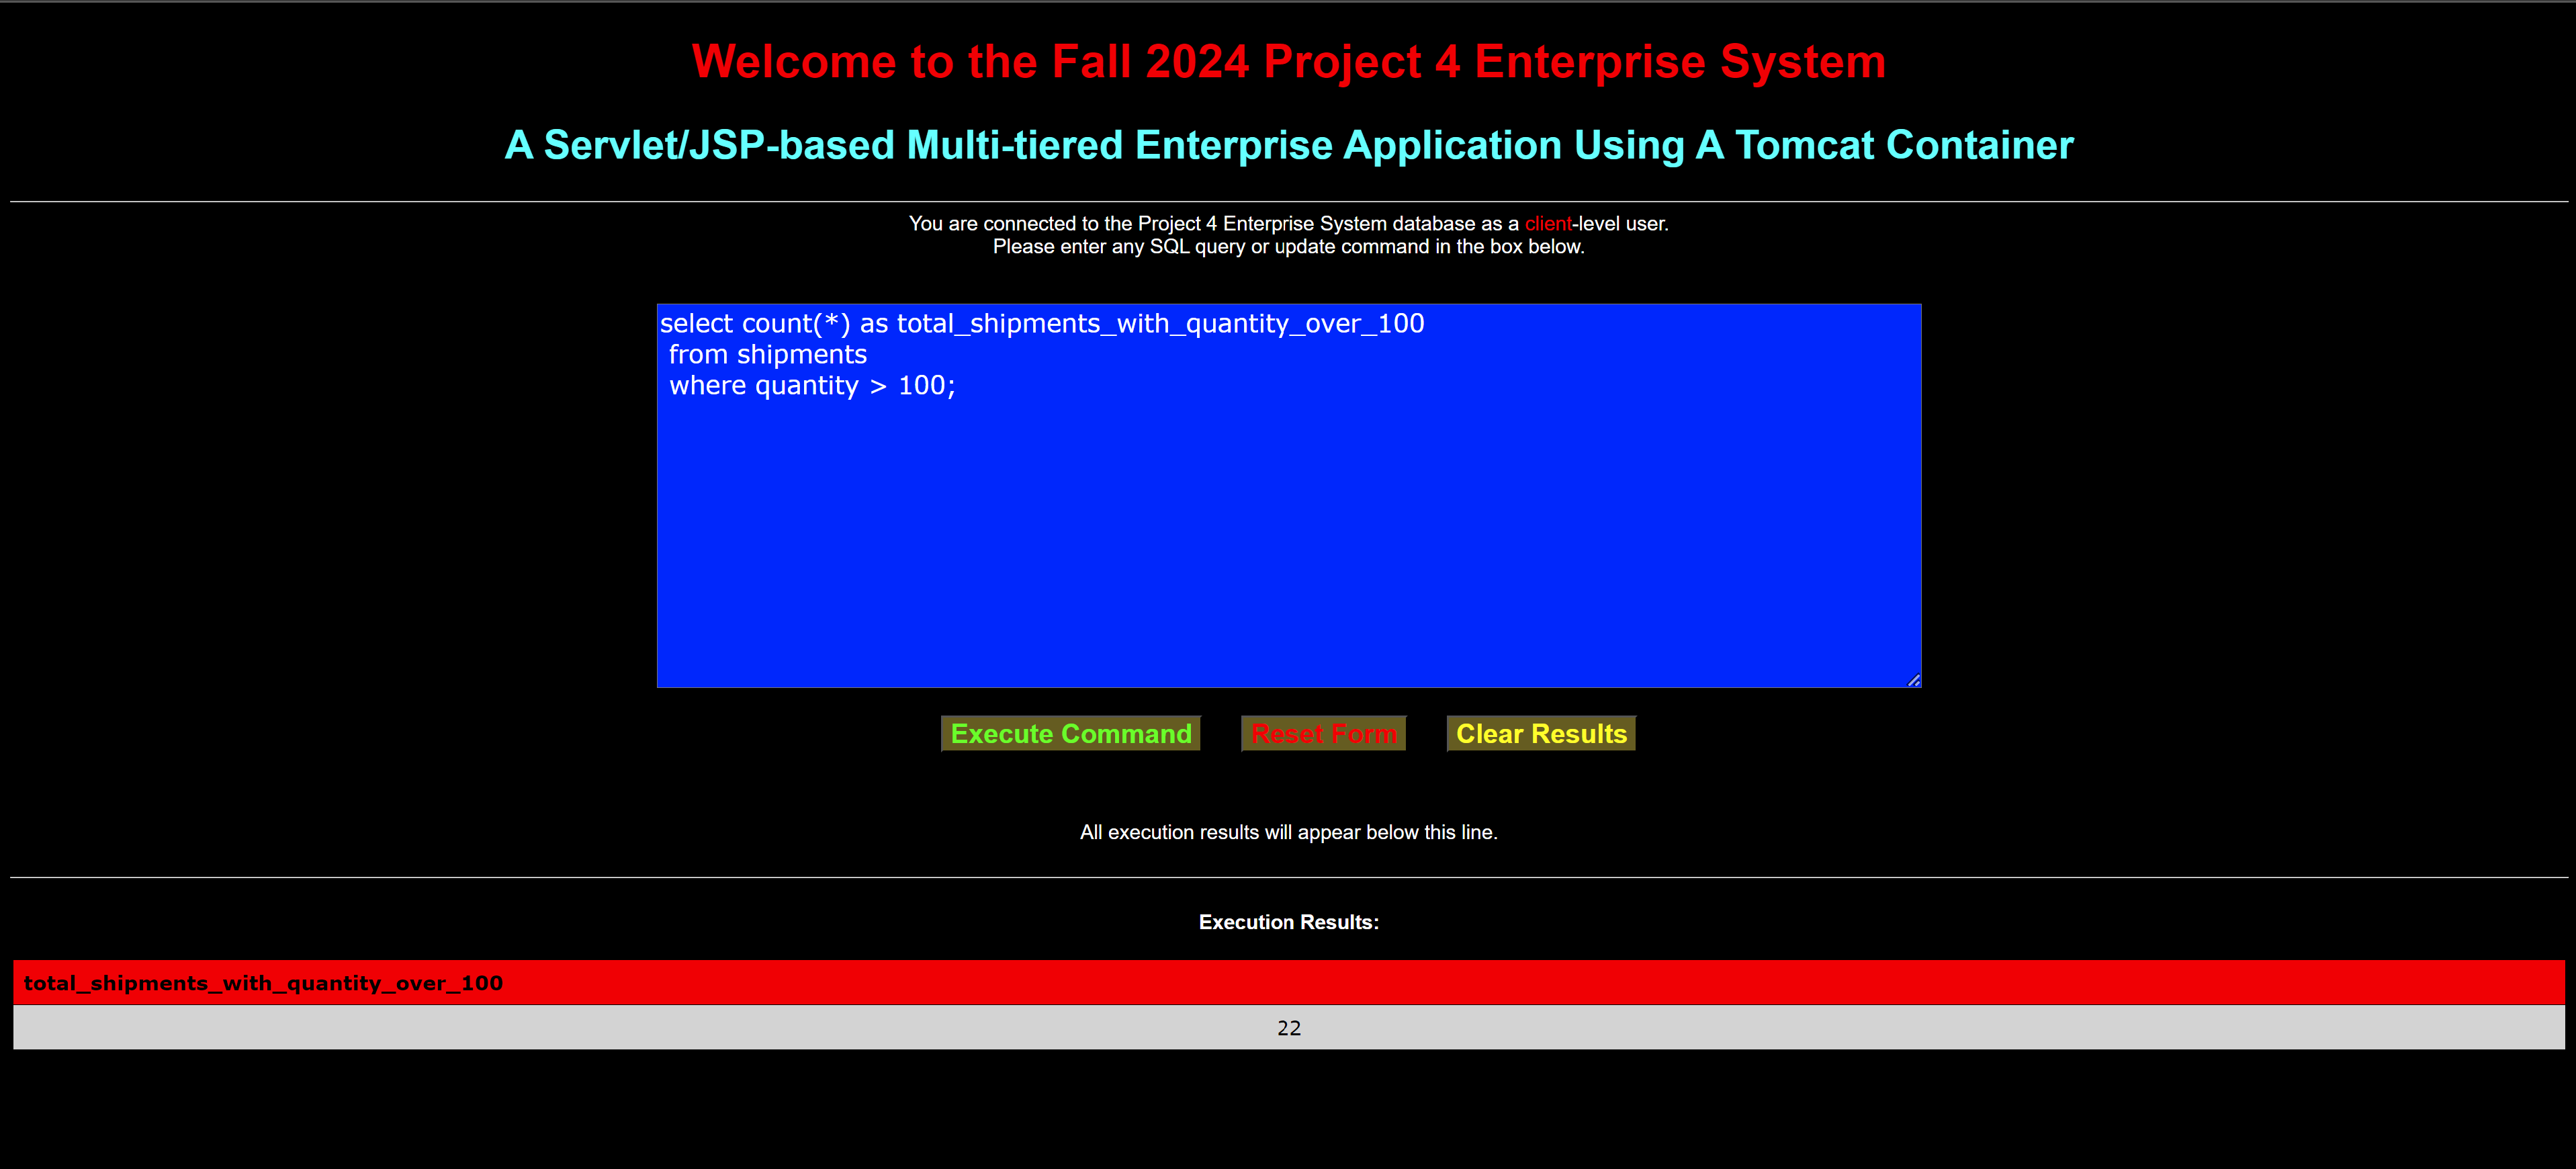 Welcome to the Fall 2024 Project 4 Enterprise System
A Servlet/JSP-based Multi-tiered Enterprise Application Using A Tomcat Container
You are connected to the Project 4 Enterprise System database as a client-level user.
Please enter any SQL query or update command in the box below.
select count(*) as total_shipments_with_quantity_over_100
from shipments
where quantity > 100;
Execute Command Reset Form Clear Results
All execution results will appear below this line.
Execution Results:
total_shipments_with_quantity_over_100
22